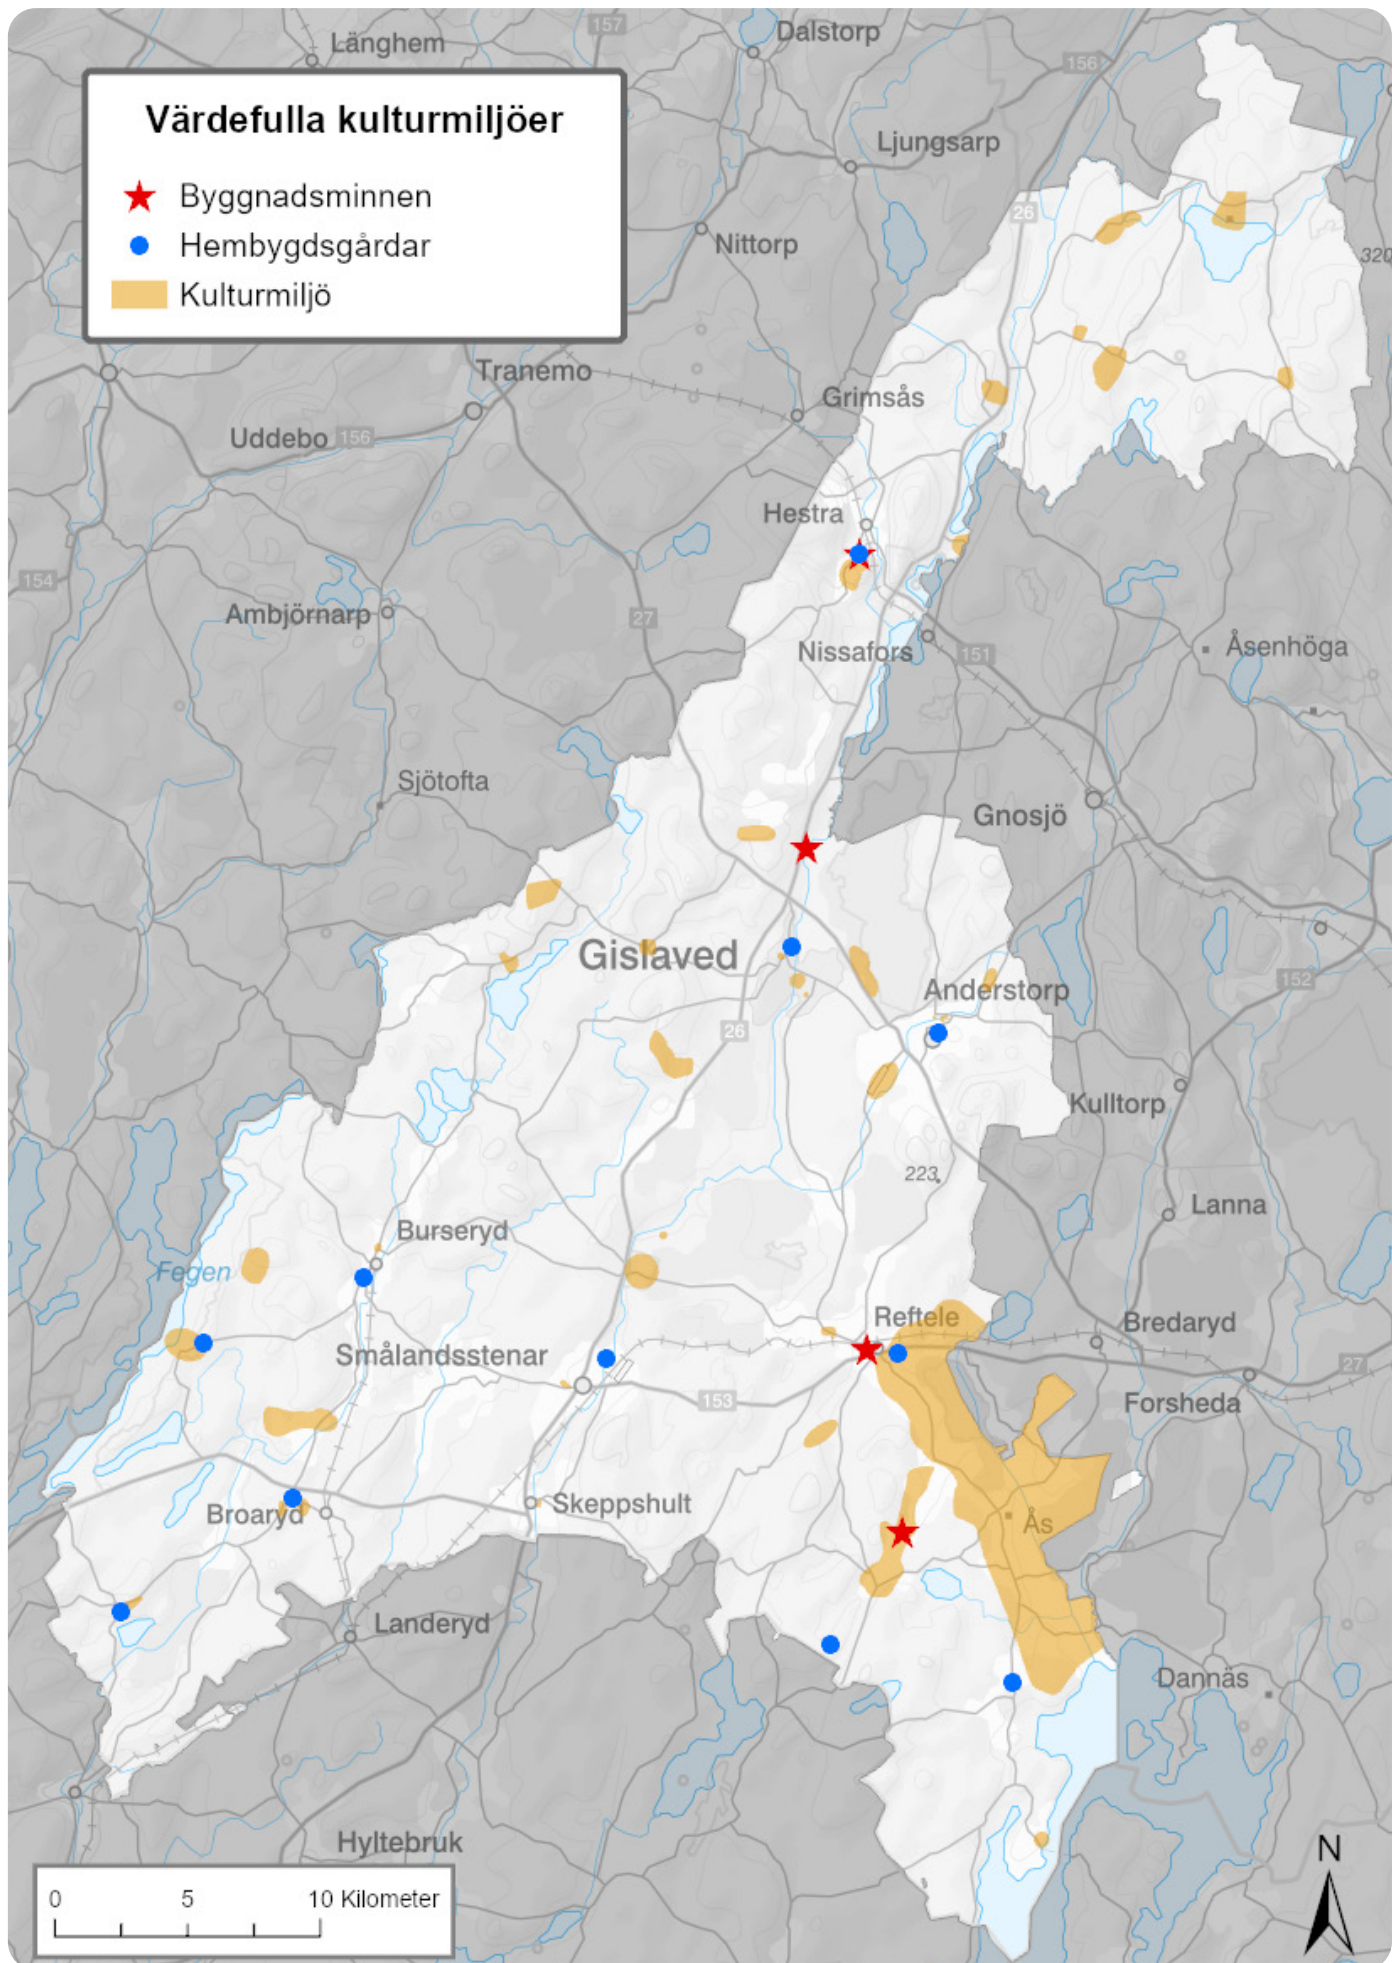 157
Dalstorp
Länghem
156
Värdefulla kulturmiljöer
Byggnadsminnen
Hembygdsgårdar
Kulturmiljö
Ljungsarp
26
Nittorp
320
Tranemo
Grimsås
Uddebo
156
Hestra
154
Ambjörnarp
27
Nissafors
151
Åsenhöga
Sjötofta
Gnosjö
Gislaved
152
Anderstorp
26
Kulltorp
223
Lanna
Burseryd
Fegen
Reftele
Bredaryd
Smålandsstenar
27
153
Forsheda
Skeppshult
Broaryd
Ås
Landeryd
Dannäs
Hyltebruk
N
0
5
10 Kilometer